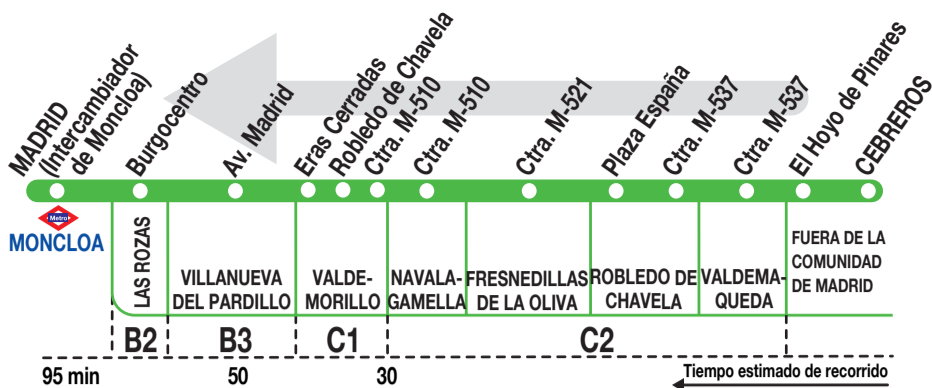 MADRID
(Intercambiador
de Moncloa)
Burgocentro
Av. Madrid
Eras Cerradas
Robledo de Chavela
Ctra. M-510
Ctra. M-510
Ctra. M-521
Plaza España
Ctra. M-537
Ctra. M-537
El Hoyo de Pinares
CEBREROS
Metro
MONCLOA
LAS ROZAS
VILLANUEVA
DEL PARDILLO
VALDE-
MORILLO
NAVALA-
GAMELLA
FRESNEDILLAS
DE LA OLIVA
ROBLEDO DE
CHAVELA
VALDEMA-
QUEDA
FUERA DE LA
COMUNIDAD
DE MADRID
B2
B3
C1
C2
95 min
50
30
Tiempo estimado de recorrido